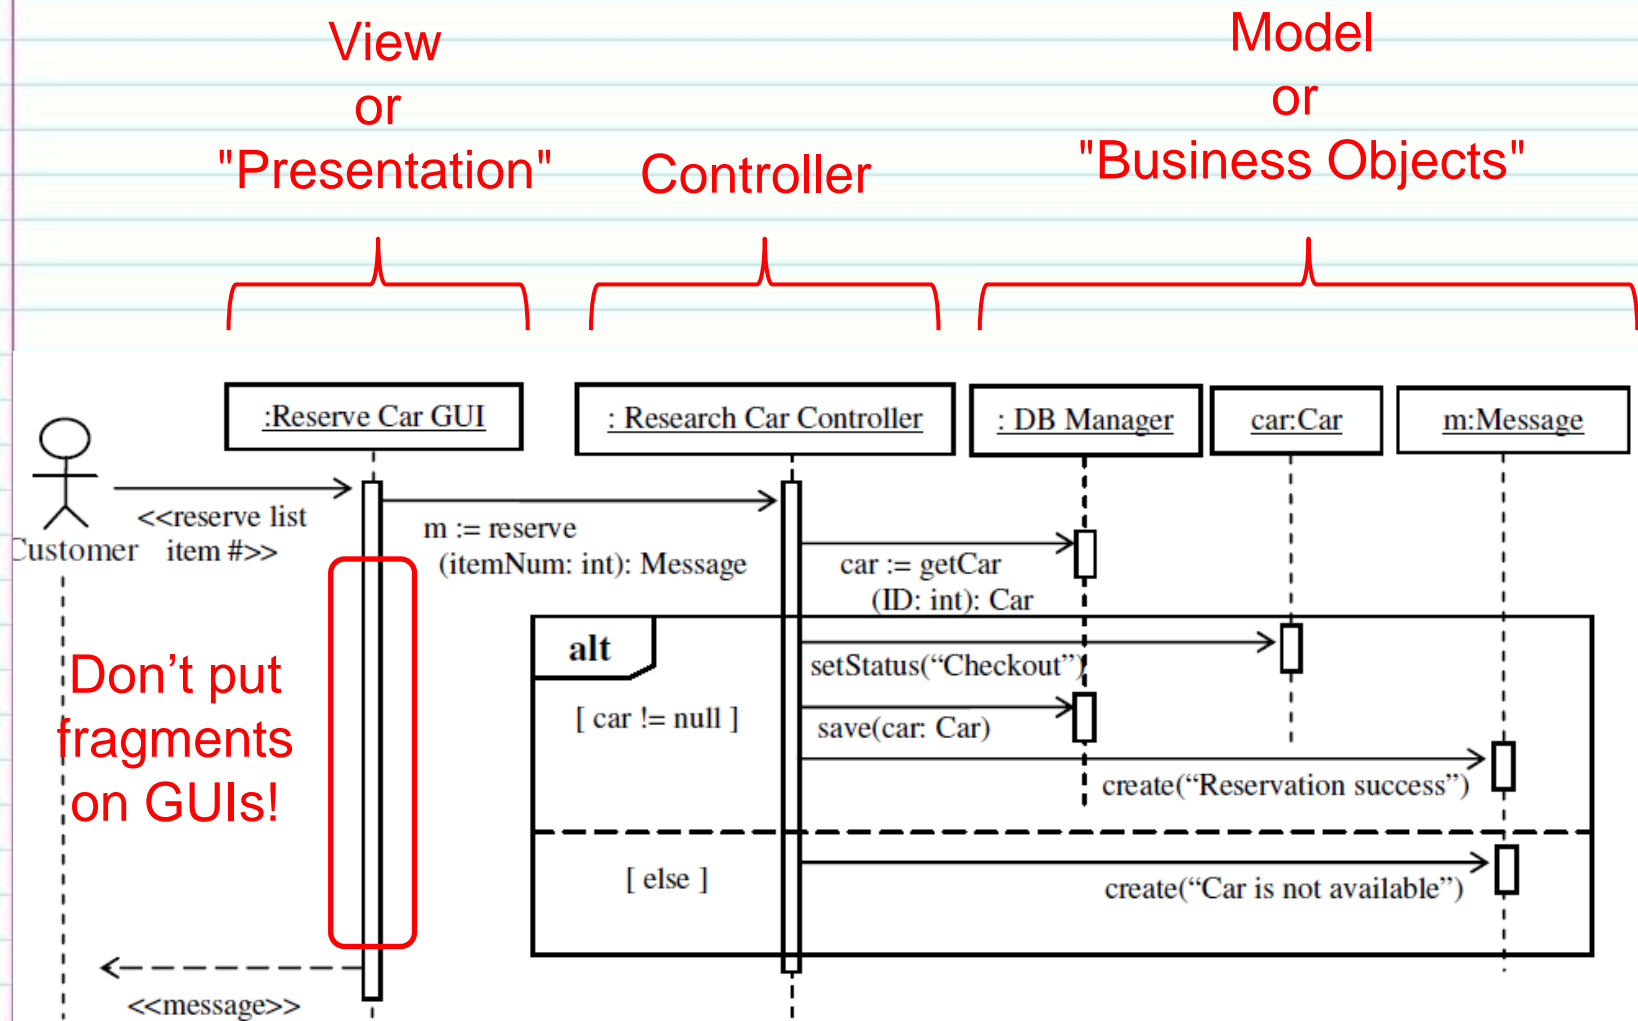 View
or
"Presentation"
Controller
Model
or
"Business Objects"
:Reserve Car GUI
: Research Car Controller
: DB Manager
car:Car
m:Message
Customer
<<reserve list
item #>>
m := reserve
(itemNum: int): Message
car := getCar
(ID: int): Car
alt
[ car != null ]
setStatus(“Checkout”)
save(car: Car)
create(“Reservation success”)
Don’t put
fragments
on GUIs!
[ else ]
create(“Car is not available”)
<<message>>